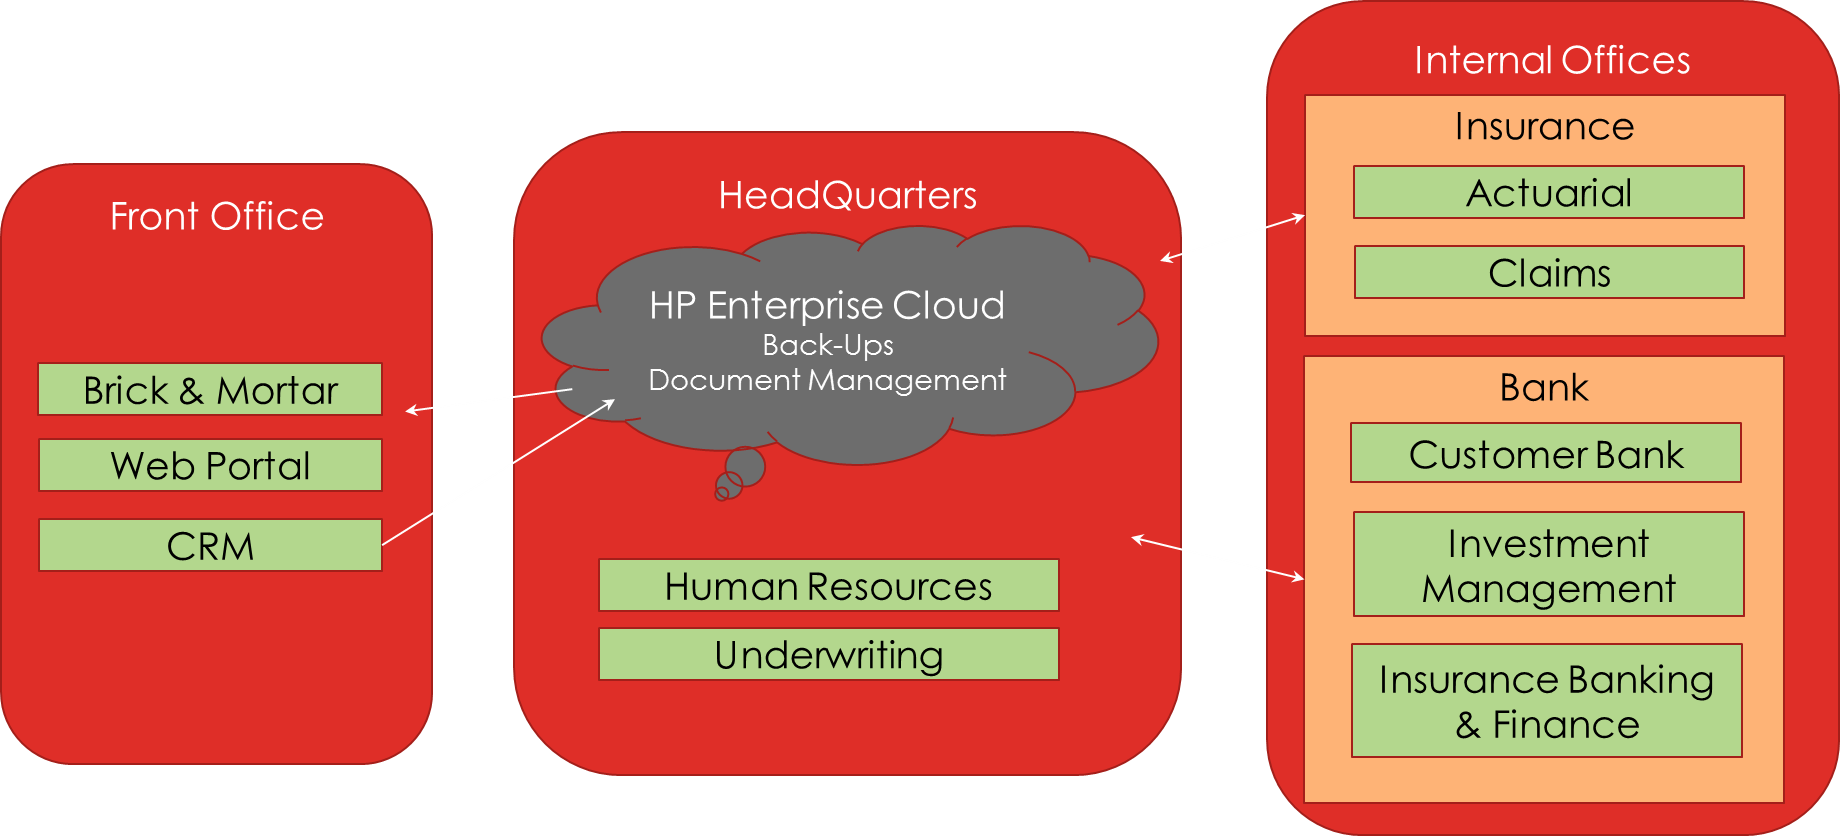 Front Office
Brick & Mortar
Web Portal
CRM
HeadQuarters
HP Enterprise Cloud
Back-Ups
Document Management
Human Resources
Underwriting
Internal Offices
Insurance
Actuarial
Claims
Bank
Customer Bank
Investment
Management
Insurance Banking
& Finance